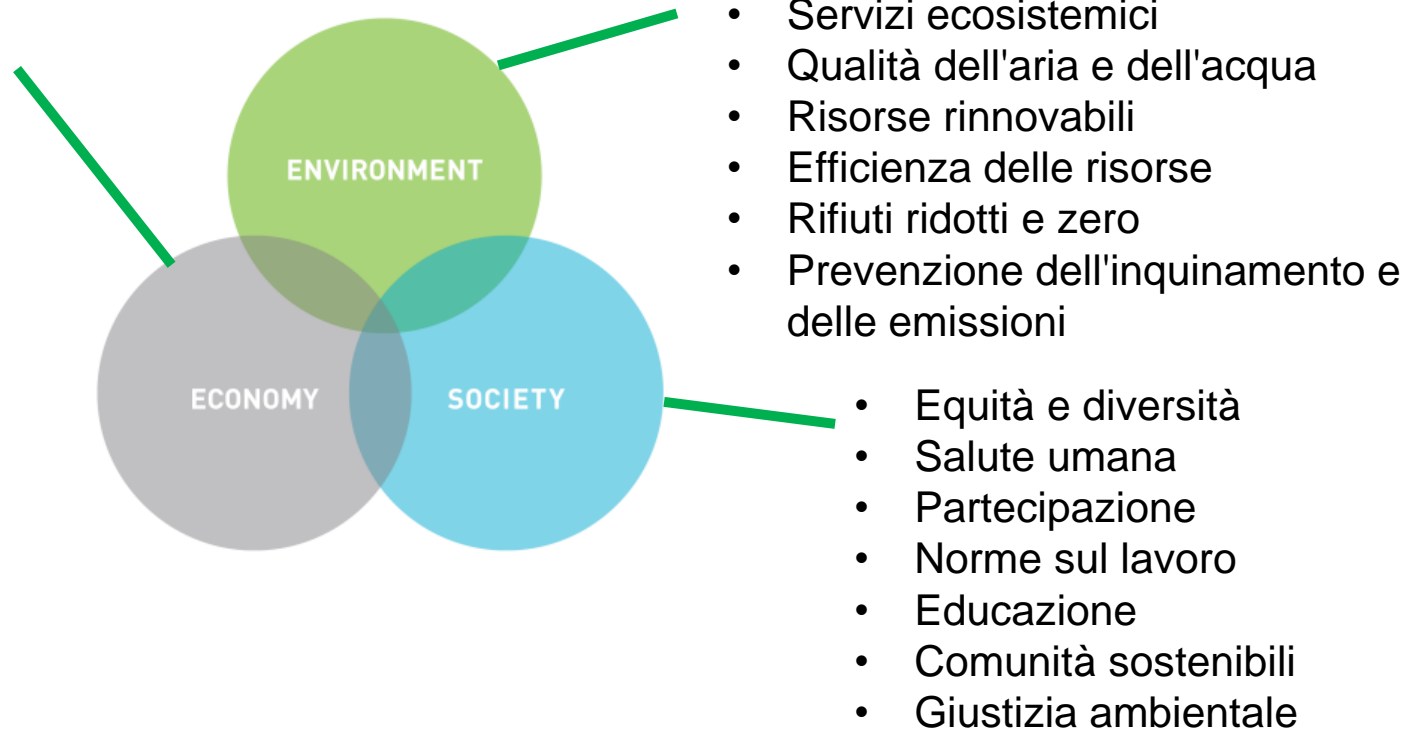 • Servizi ecosistemici
• Qualità dell'aria e dell'acqua
• Risorse rinnovabili
• Efficienza delle risorse
• Rifiuti ridotti e zero
• Prevenzione dell'inquinamento e
delle emissioni
ENVIRONMENT
ECONOMY
SOCIETY
• Equità e diversità
• Salute umana
• Partecipazione
• Norme sul lavoro
• Educazione
• Comunità sostenibili
• Giustizia ambientale